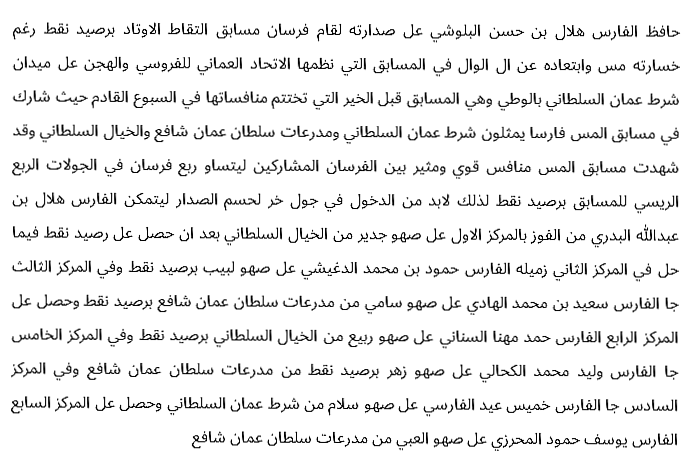 حافظ الفارس هلال بن حسن البلوشي عل صدارته لقام فرسان مسابق التقاط الاوتاد برصيد نقط رغم
خسارته مس وابتعاده عن ال الوال في المسابق التي نظمها الاتحاد العماني للفروسي والهجن عل ميدان
شرط عمان السلطاني بالوطي وهي المسابق قبل الخير التي تختتم منافساتها في السبوع القادم حيث شارك
في مسابق المس فارسا يمثلون شرط عمان السلطاني ومدرعات سلطان عمان شافع والخيال السلطاني وقد
شهدت مسابق المس منافس قوي ومثير بين الفرسان المشاركين ليتساو ربع فرسان في الجولات الربع
الريسي للمسابق برصيد نقط لذلك لابد من الدخول في جول خر لحسم الصدار ليتمكن الفارس هلال بن
عبدالله البدري من الفوز بالمركز الاول عل صهو جدير من الخيال السلطاني بعد ان حصل عل رصيد نقط فيما
حل في المركز الثاني زميله الفارس حمود بن محمد الدغيشي عل صهو لبيب برصيد نقط وفي المركز الثالث
جا الفارس سعيد بن محمد الهادي عل صهو سامي من مدرعات سلطان عمان شافع برصيد نقط وحصل عل
المركز الرابع الفارس حمد مهنا السناني عل صهو ربيع من الخيال السلطاني برصيد نقط وفي المركز الخامس
جا الفارس وليد محمد الكحالي عل صهو زهر برصيد نقط من مدرعات سلطان عمان شافع وفي المركز
السادس جا الفارس خميس عيد الفارسي عل صهو سلام من شرط عمان السلطاني وحصل عل المركز السابع
الفارس يوسف حمود المحرزي عل صهو العبي من مدرعات سلطان عمان شافع